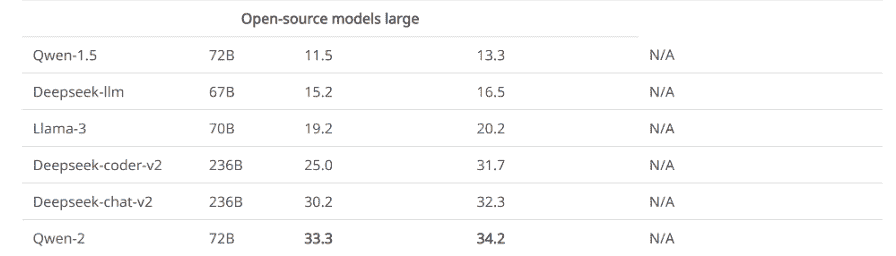 Open-source models large
Qwen-1.5 72B 11.5 13.3 N/A
Deepseek-llm 67B 15.2 16.5 N/A
Llama-3 70B 19.2 20.2 N/A
Deepseek-coder-v2 236B 25.0 31.7 N/A
Deepseek-chat-v2 236B 30.2 32.3 N/A
Qwen-2 72B 33.3 34.2 N/A